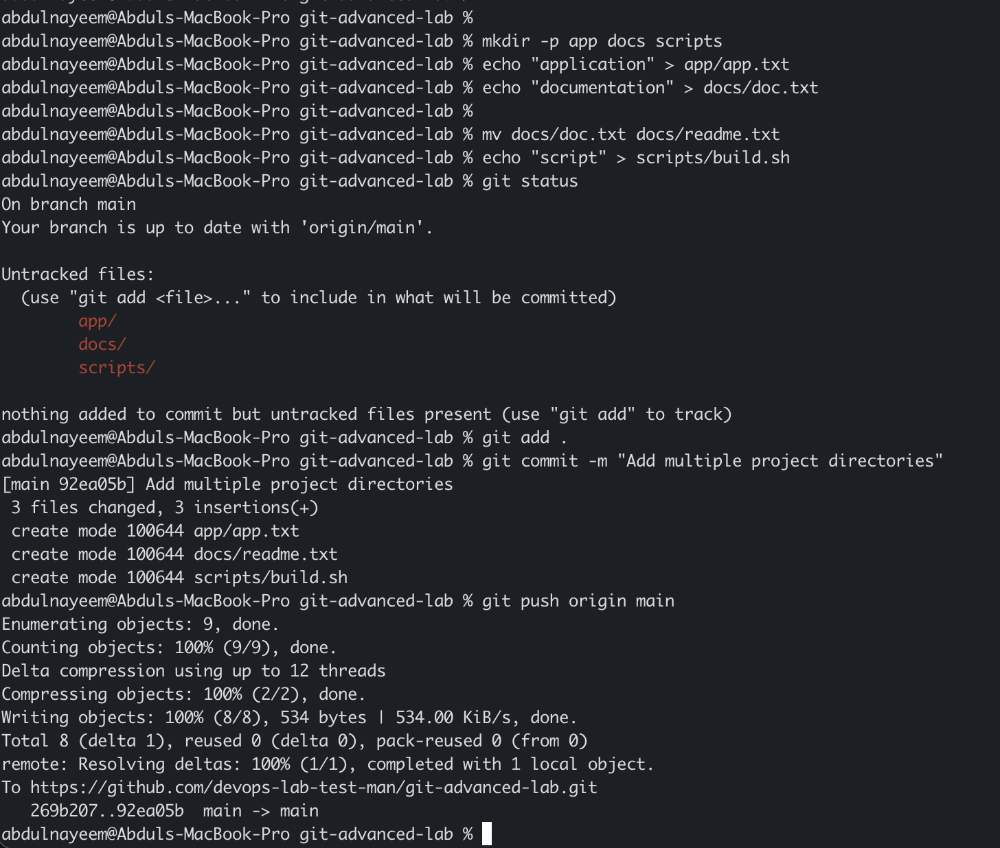 abdulnayeem@Abduls-MacBook-Pro git-advanced-lab %
abdulnayeem@Abduls-MacBook-Pro git-advanced-lab % mkdir -p app docs scripts
abdulnayeem@Abduls-MacBook-Pro git-advanced-lab % echo "application" > app/app.txt
abdulnayeem@Abduls-MacBook-Pro git-advanced-lab % echo "documentation" > docs/doc.txt
abdulnayeem@Abduls-MacBook-Pro git-advanced-lab %
abdulnayeem@Abduls-MacBook-Pro git-advanced-lab % mv docs/doc.txt docs/readme.txt
abdulnayeem@Abduls-MacBook-Pro git-advanced-lab % echo "script" > scripts/build.sh
abdulnayeem@Abduls-MacBook-Pro git-advanced-lab % git status
On branch main
Your branch is up to date with 'origin/main'.
Untracked files:
  (use "git add <file>..." to include in what will be committed)
        app/
        docs/
        scripts/
nothing added to commit but untracked files present (use "git add" to track)
abdulnayeem@Abduls-MacBook-Pro git-advanced-lab % git add .
abdulnayeem@Abduls-MacBook-Pro git-advanced-lab % git commit -m "Add multiple project directories"
[main 92ea05b] Add multiple project directories
 3 files changed, 3 insertions(+)
 create mode 100644 app/app.txt
 create mode 100644 docs/readme.txt
 create mode 100644 scripts/build.sh
abdulnayeem@Abduls-MacBook-Pro git-advanced-lab % git push origin main
Enumerating objects: 9, done.
Counting objects: 100% (9/9), done.
Delta compression using up to 12 threads
Compressing objects: 100% (2/2), done.
Writing objects: 100% (8/8), 534 bytes | 534.00 KiB/s, done.
Total 8 (delta 1), reused 0 (delta 0), pack-reused 0 (from 0)
remote: Resolving deltas: 100% (1/1), completed with 1 local object.
To https://github.com/devops-lab-test-man/git-advanced-lab.git
   269b207..92ea05b  main -> main
abdulnayeem@Abduls-MacBook-Pro git-advanced-lab %